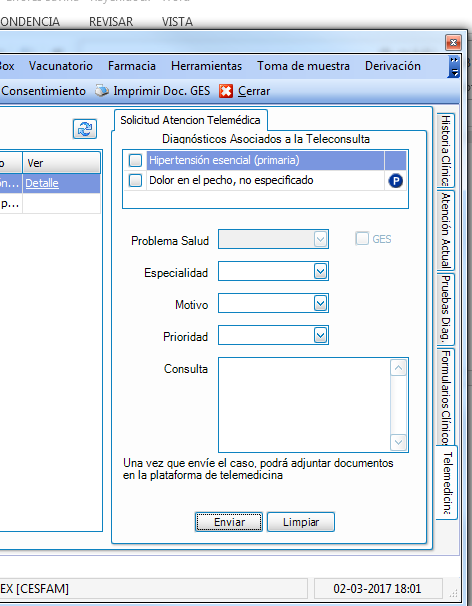 ONDENCIA REVISAR VISTA
Box Vacunatorio Farmacia Herramientas Toma de muestra Derivación
Consentimiento Imprimir Doc. GES Cerrar
Solicitud Atencion Telemédica
Diagnósticos Asociados a la Teleconsulta
o Ver
Hipertensión esencial (primaria)
ón... Detalle
Dolor en el pecho, no especificado P
p...
Problema Salud GES
Especialidad
Motivo
Prioridad
Consulta
Una vez que envíe el caso, podrá adjuntar documentos
en la plataforma de telemedicina
Enviar Limpiar
Historia Clínica
Atención Actual
Pruebas Diag.
Formularios Clínicos
Telemedicina
EX [CESFAM] 02-03-2017 18:01